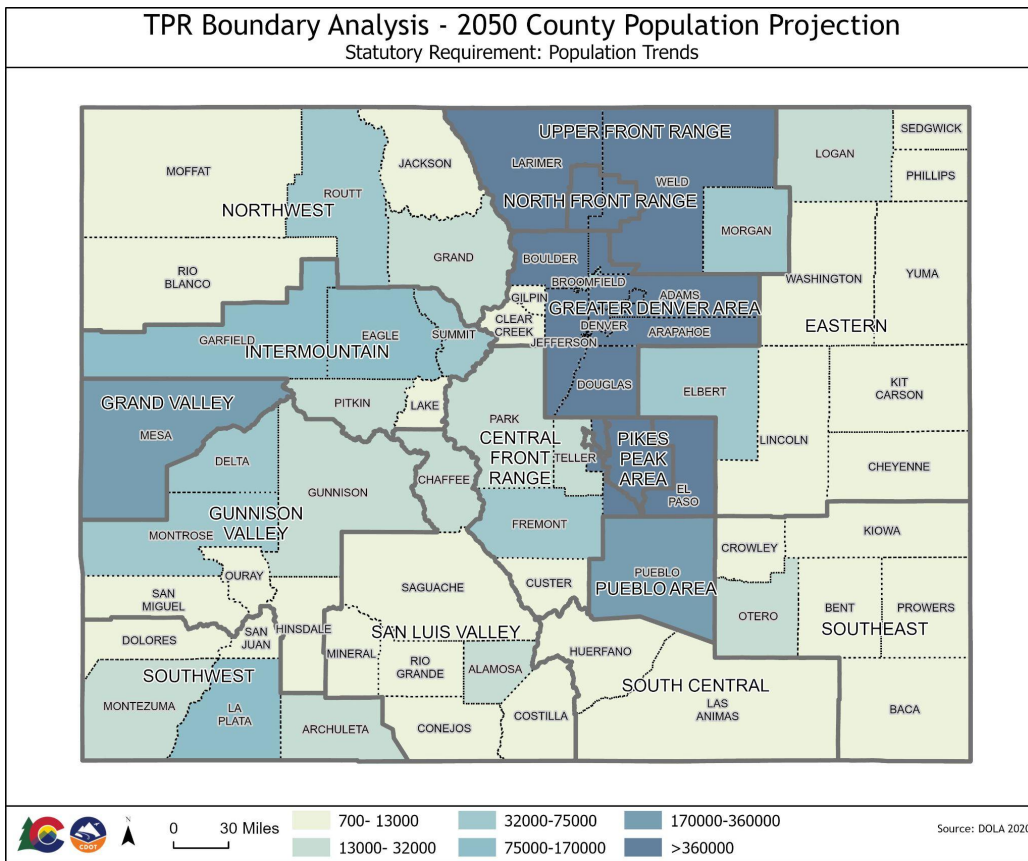 TPR Boundary Analysis - 2050 County Population Projection
Statutory Requirement: Population Trends
UPPER FRONT RANGE
SEDGWICK
LOGAN
JACKSON
LARIMER
MOFFAT
PHILLIPS
WELD
ROUTT
NORTH FRONT RANGE
NORTHWEST
MORGAN
GRAND
BOULDER
RIO
BLANCO
WASHINGTON
YUMA
BROOMFIELD
GILPIN
ADAMS
GREATER DENVER AREA
CLEAR
CREEK
DENVER
ARAPAHOE
EASTERN
EAGLE
SUMMIT
GARFIELD
JEFFERSON
INTERMOUNTAIN
DOUGLAS
KIT
CARSON
ELBERT
GRAND VALLEY
PITKIN
LAKE
PARK
MESA
CENTRAL
FRONT
RANGE
PIKES
PEAK
AREA
LINCOLN
TELLER
DELTA
CHEYENNE
CHAFFEE
GUNNISON
EL
PASO
GUNNISON
VALLEY
FREMONT
MONTROSE
KIOWA
CROWLEY
PUEBLO
OURAY
PUEBLO AREA
CUSTER
SAGUACHE
SAN
MIGUEL
BENT
PROWERS
OTERO
SOUTHEAST
HINSDALE
SAN LUIS VALLEY
DOLORES
SAN
JUAN
MINERAL
HUERFANO
RIO
GRANDE
ALAMOSA
SOUTHWEST
SOUTH CENTRAL
MONTEZUMA
LA
PLATA
LAS
ANIMAS
BACA
COSTILLA
ARCHULETA
CONEJOS
C
CDOT
N
0 30 Miles
700- 13000
13000- 32000
32000-75000
75000-170000
170000-360000
>360000
Source: DOLA 2020